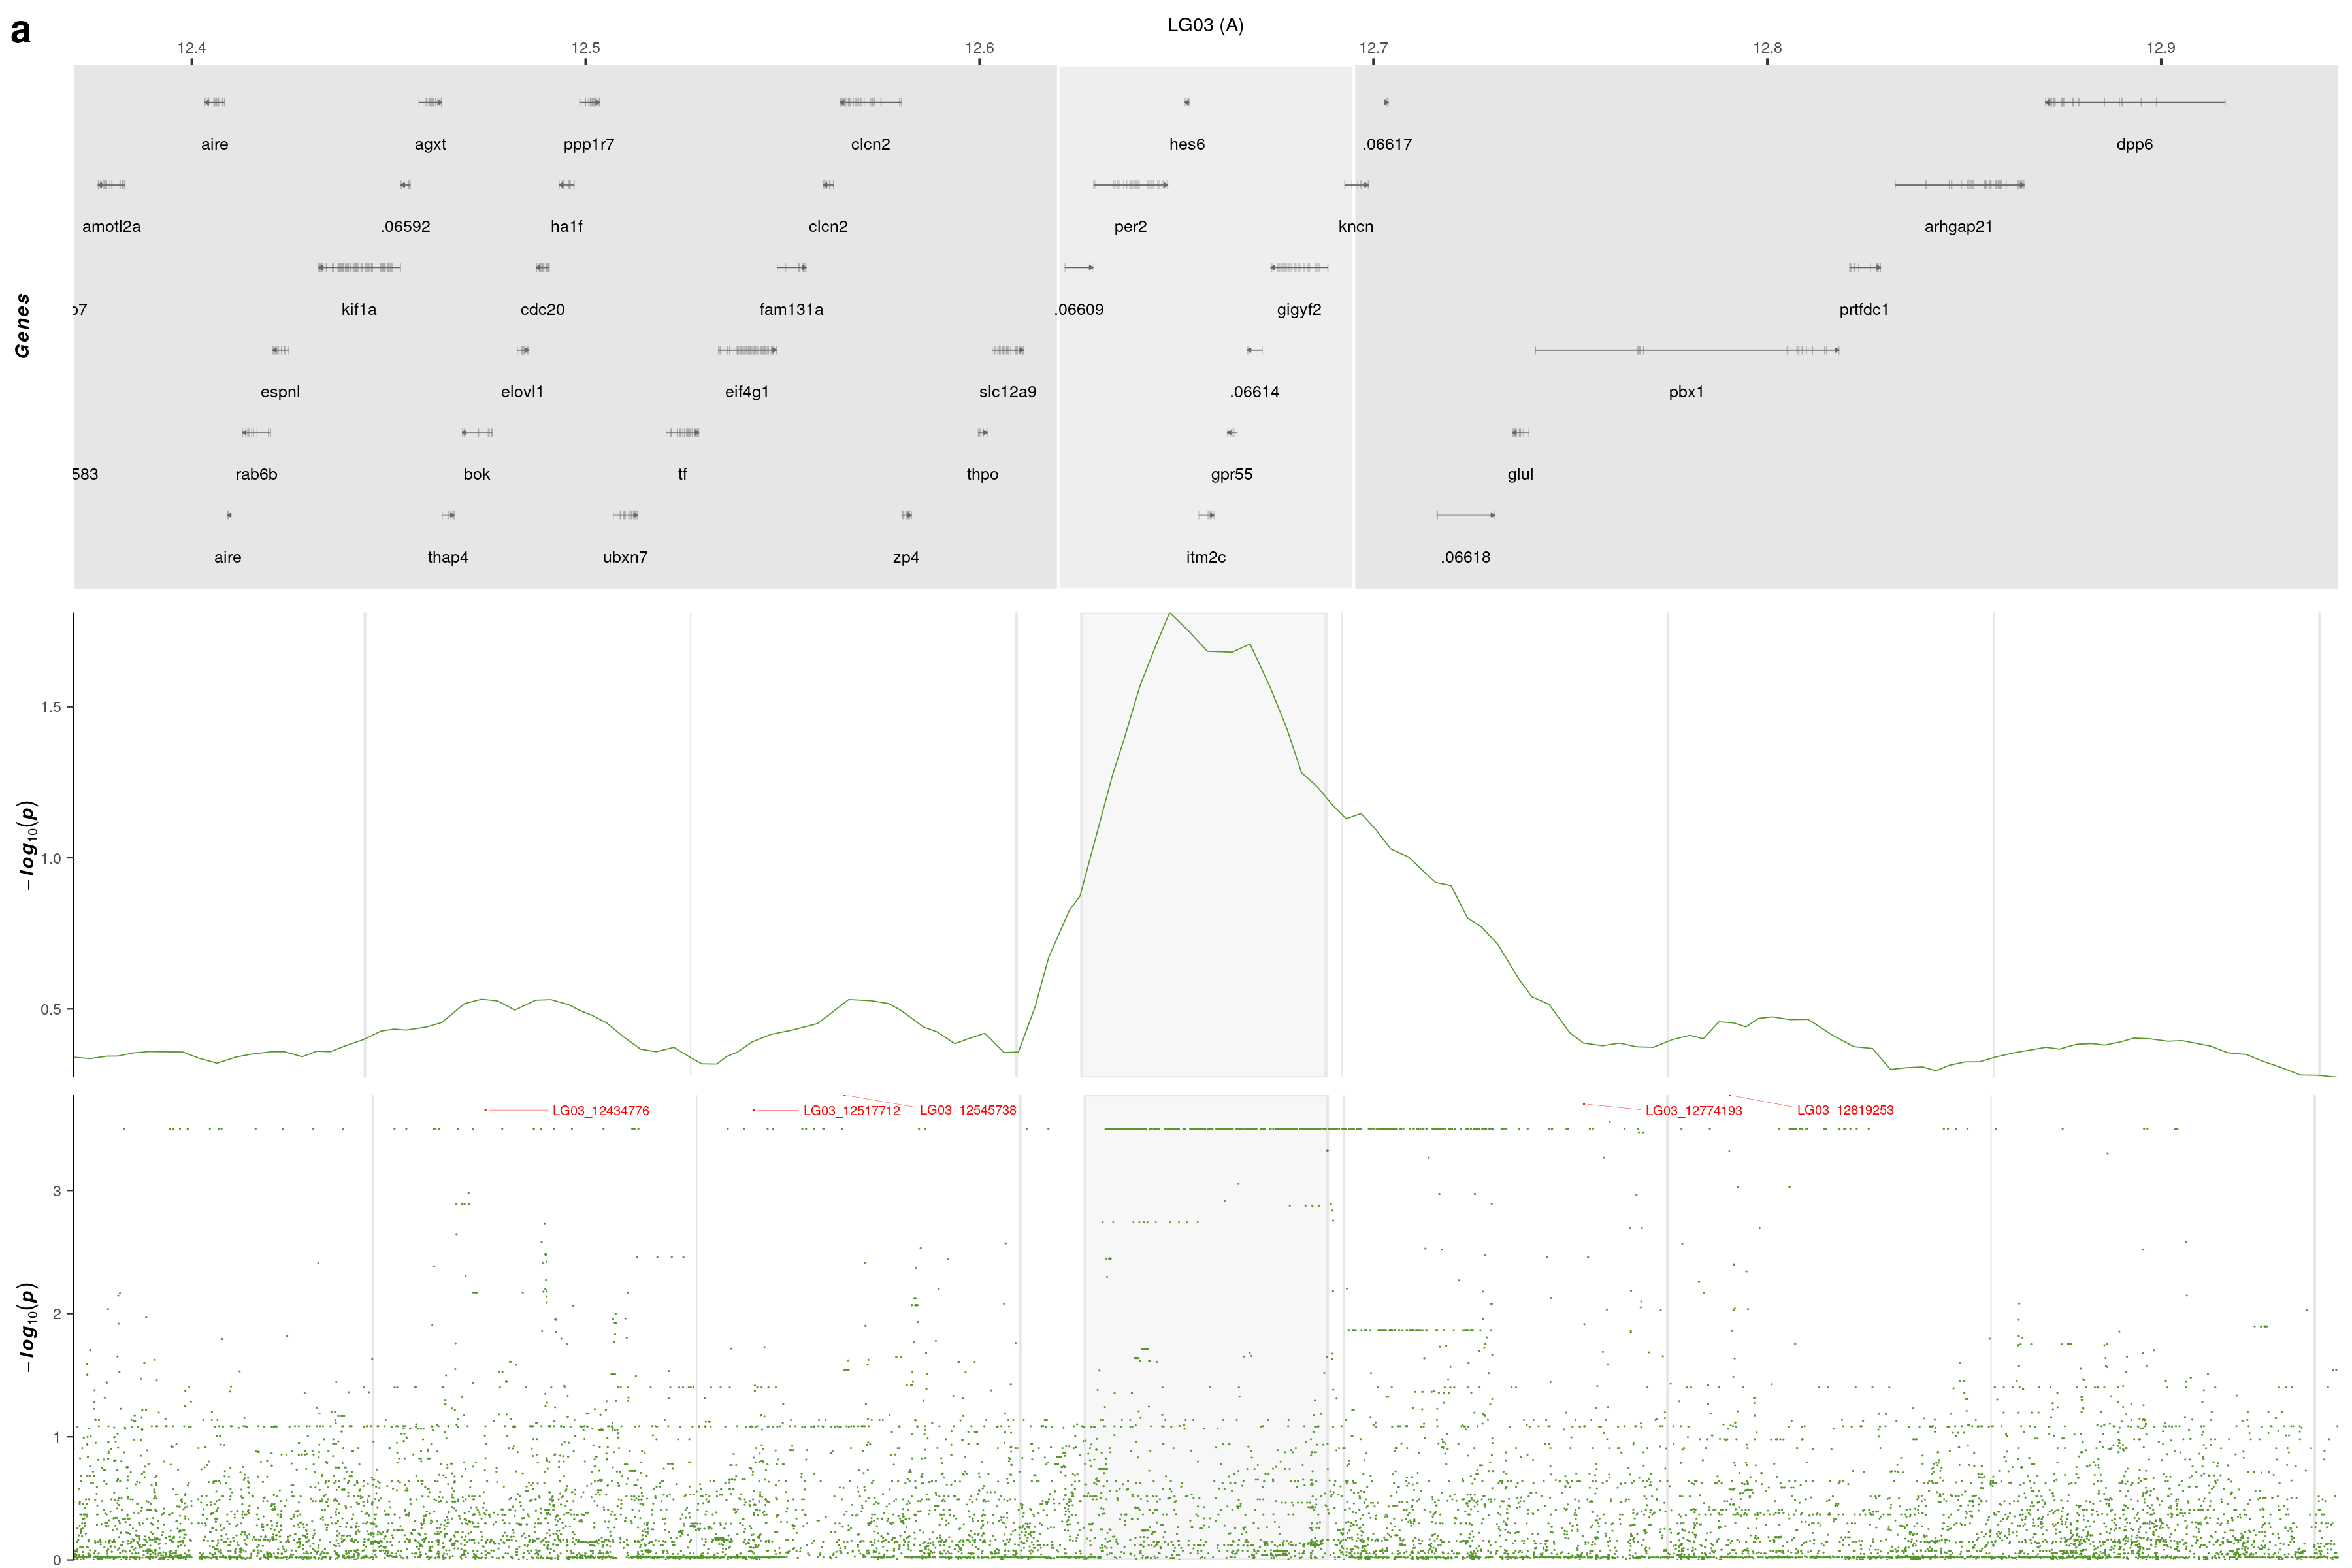 a
LG03 (A)
12.4 12.5 12.6 12.7 12.8 12.9
Genes
aire agxt ppp1r7 clcn2 hes6 .06617 dpp6
amotl2a .06592 ha1f clcn2 per2 kncn arhgap21
b7 kif1a cdc20 fam131a .06609 gigyf2 prtfdc1
espnl elovl1 eif4g1 slc12a9 .06614 pbx1
583 rab6b bok tf thpo gpr55 glul
aire thap4 ubxn7 zp4 itm2c .06618
−log10(p)
1.5
1.0
0.5
−log10(p)
LG03_12434776 LG03_12517712 LG03_12545738 LG03_12774193 LG03_12819253
3
2
1
0